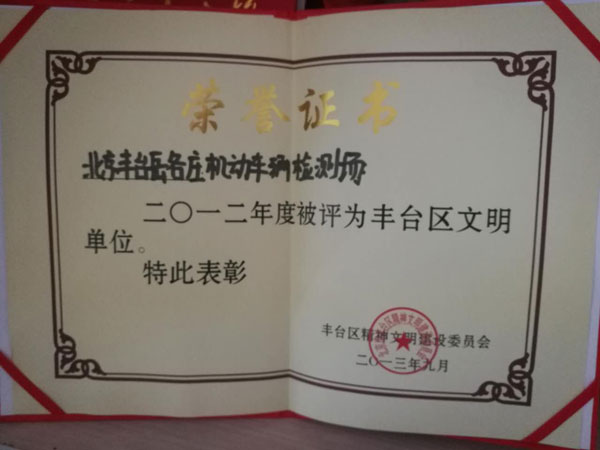 荣誉证书
北京丰台岳各庄机动车辆检测场
二〇一二年度被评为丰台区文明
单位。
特此表彰
丰台区精神文明建设委员会
二〇一三年九月